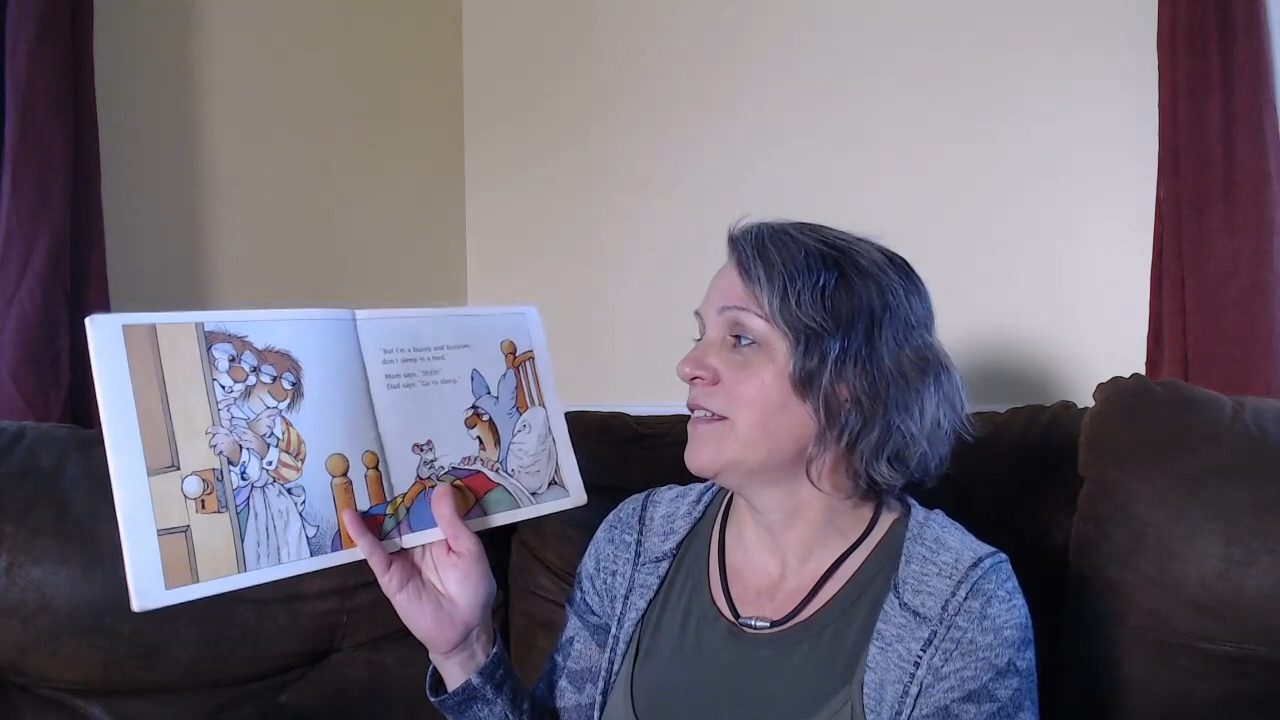 "But I'm a bunny and bunnies
don't sleep in a bed."
Mom says, "Shhh!"
Dad says, "Go to sleep."